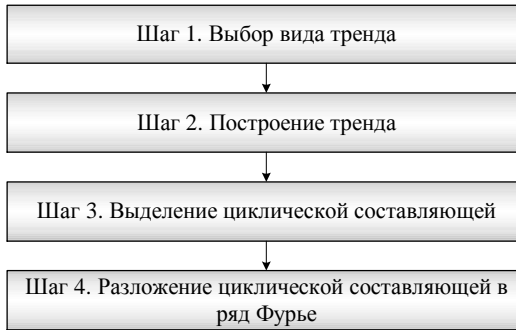 Шаг 1. Выбор вида тренда
Шаг 2. Построение тренда
Шаг 3. Выделение циклической составляющей
Шаг 4. Разложение циклической составляющей в
ряд Фурье